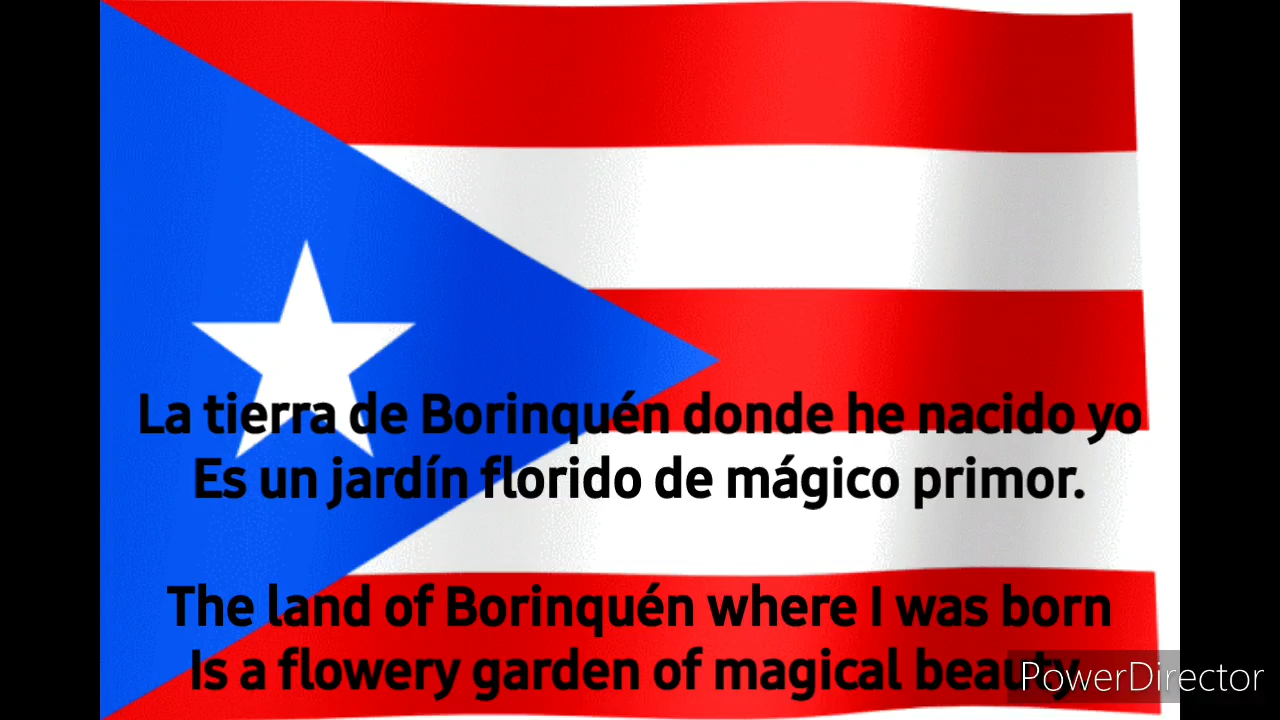 La tierra de Borinquén donde he nacido yo
Es un jardín florido de mágico primor.
The land of Borinquén where I was born
Is a flowery garden of magical beauty.
PowerDirector